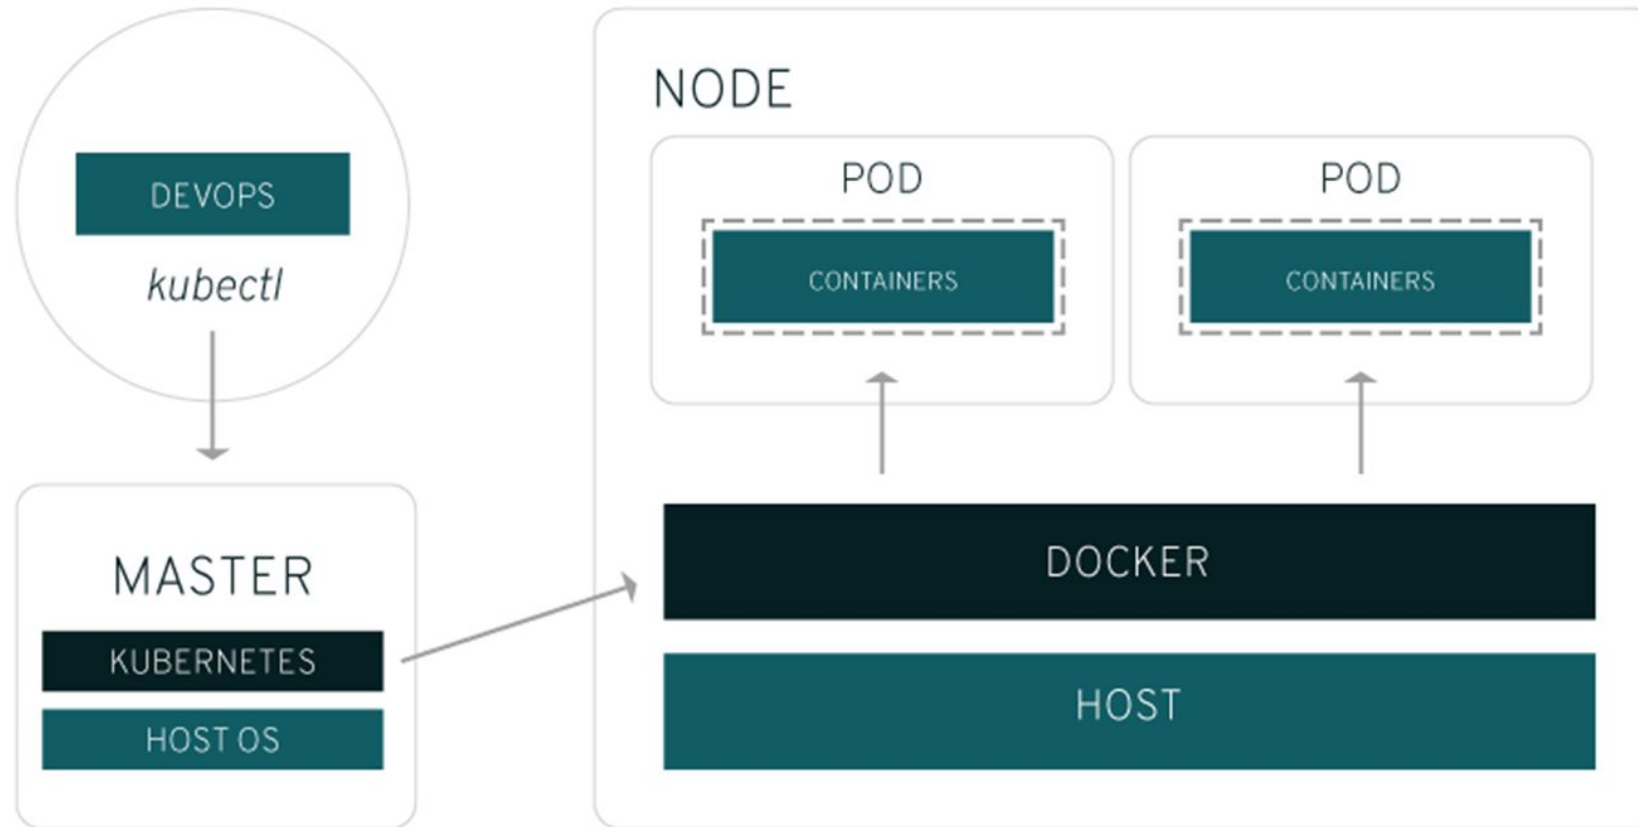 DEVOPS
kubectl
MASTER
KUBERNETES
HOST OS
NODE
POD
CONTAINERS
POD
CONTAINERS
DOCKER
HOST